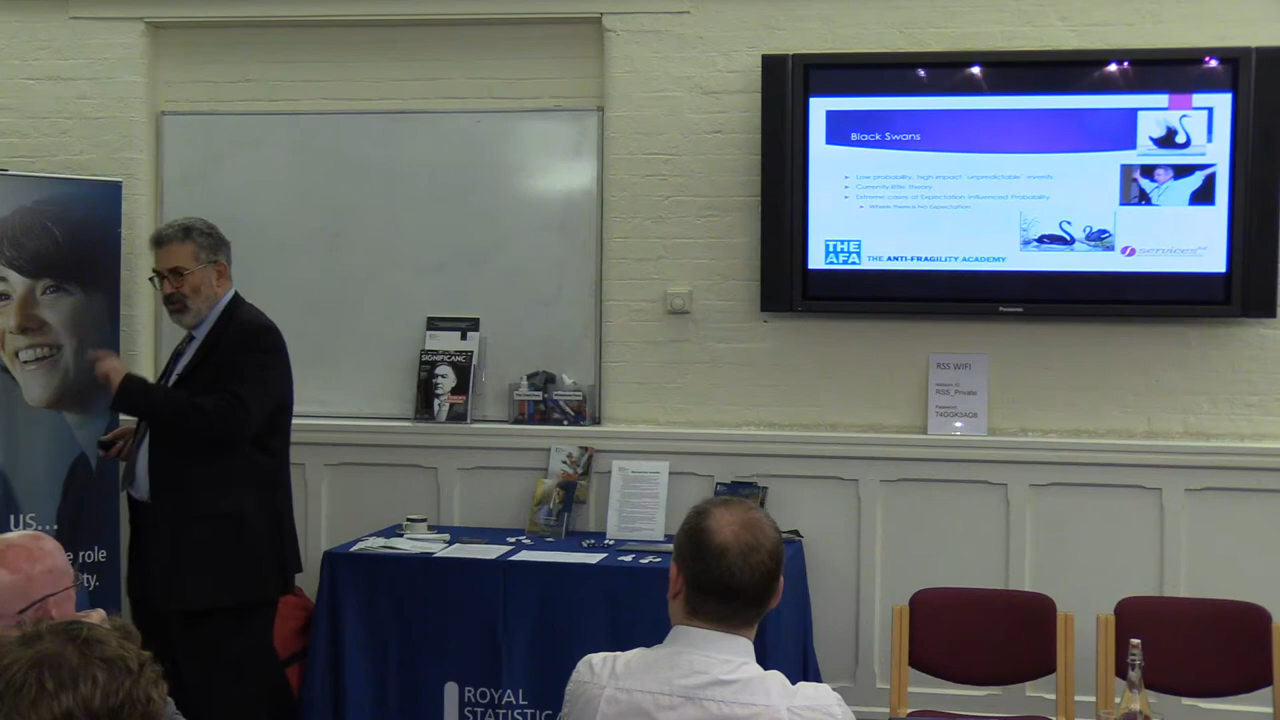 Black Swans
Low probability, high impact "unpredictable" events
Currently little theory
Extreme cases of Expectation Influenced Probability
Where there is No Expectation
THE
AFA
THE ANTI-FRAGILITY ACADEMY
services
Panasonic
SIGNIFICANC
RSS WIFI
RSS_Private
74GGK3AQ8
us...
e role
ty.
ROYAL
STATISTICA